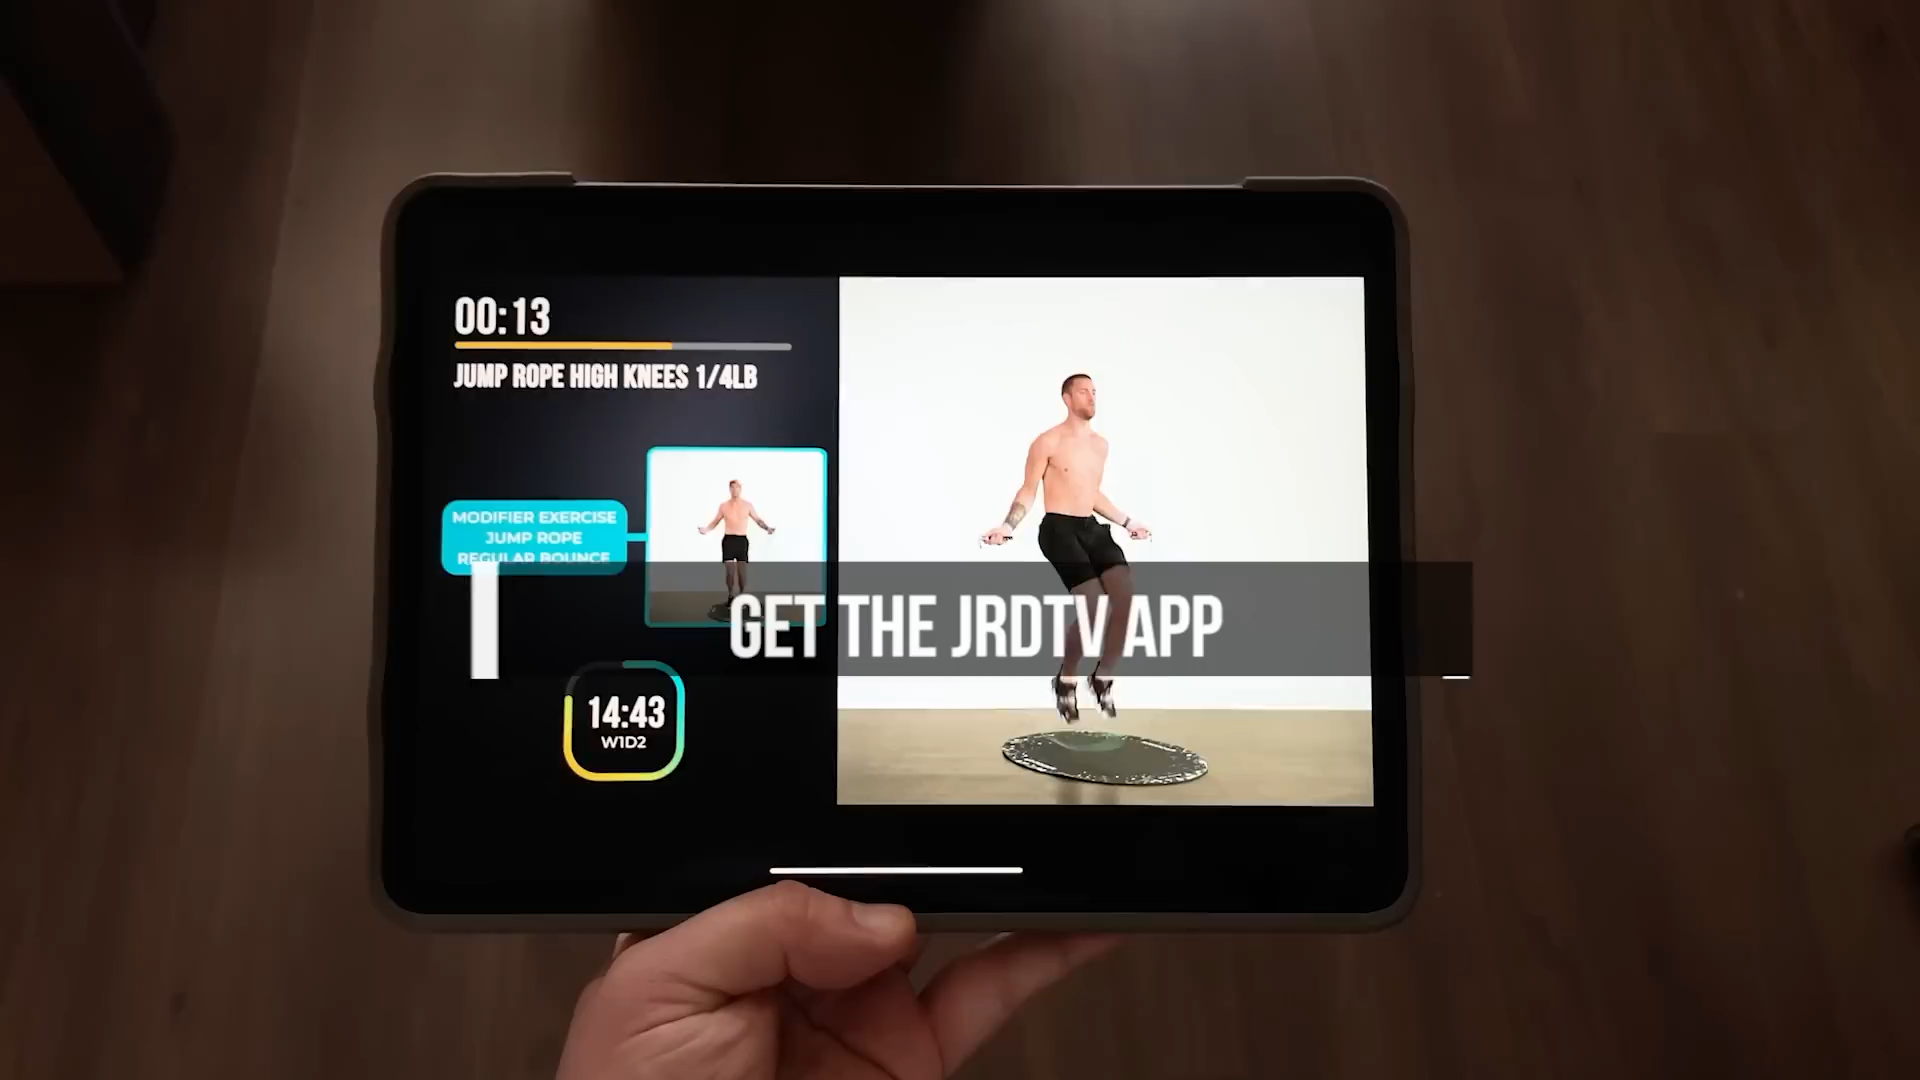 00:13
JUMP ROPE HIGH KNEES 1/4LB
MODIFIER EXERCISE
JUMP ROPE
REGULAR BOUNCE
GET THE JRDTV APP
14:43
W1D2